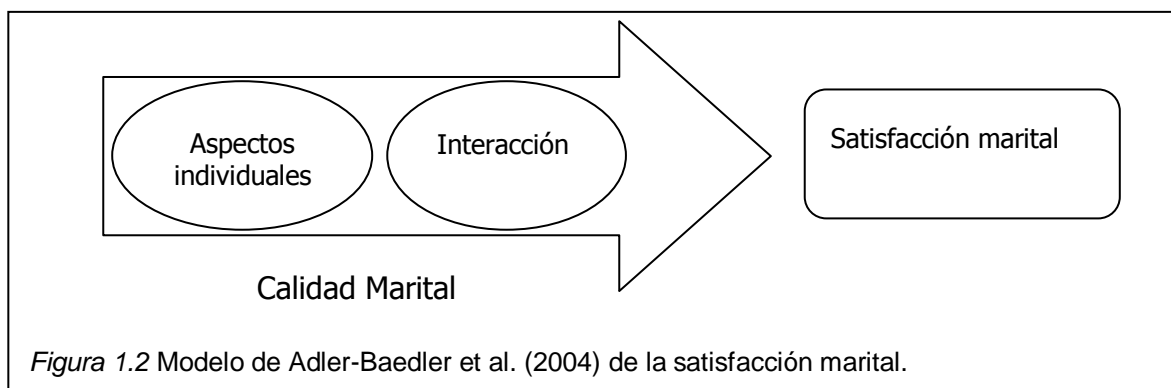 Aspectos
individuales
Interacción
Satisfacción marital
Calidad Marital
Figura 1.2 Modelo de Adler-Baedler et al. (2004) de la satisfacción marital.